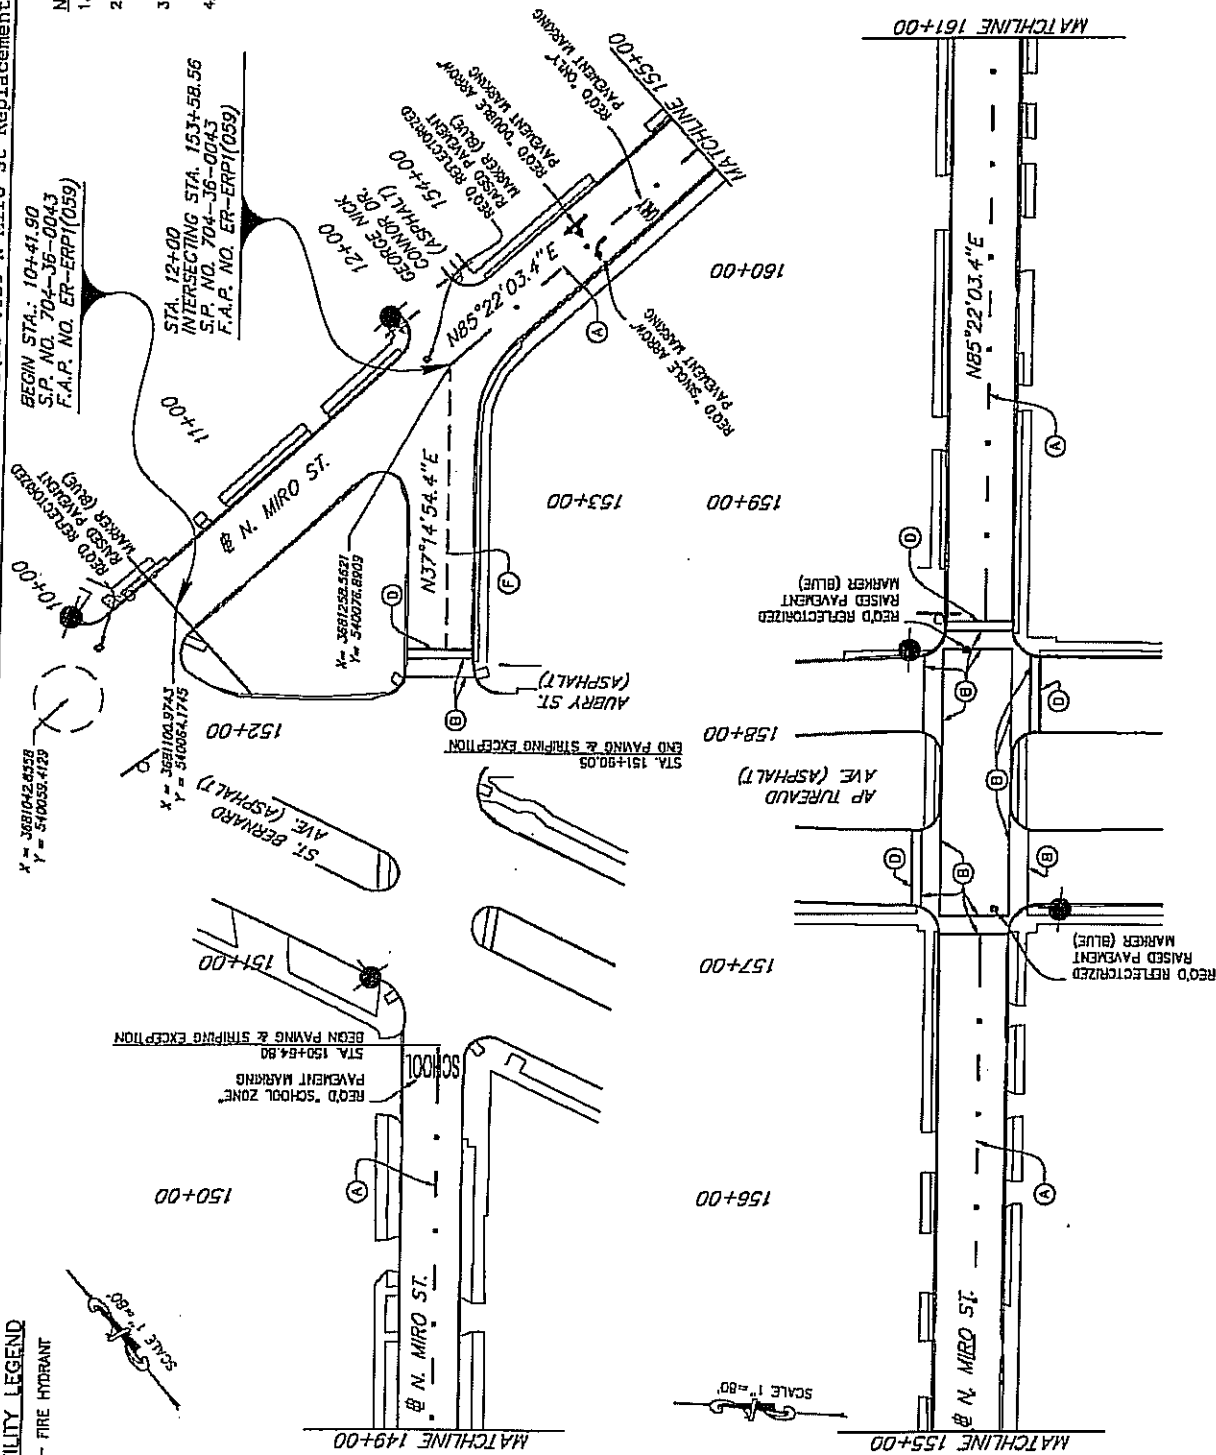 UTILITY LEGEND
- FIRE HYDRANT
SCALE 1"=80'
MATCHLINE 149+00
⅊ N. MIRO ST.
A
150+00
REQ'D "SCHOOL ZONE"
PAVEMENT MARKING
SCHOOL
STA. 150+64.80
BEGIN PAVING & STRIPING EXCEPTION
151+00
ST. BERNARD
AVE. (ASPHALT)
152+00
STA. 151+90.05
END PAVING & STRIPING EXCEPTION
AUBRY ST.
(ASPHALT)
B
D
F
N37°14'54.4"E
153+00
X= 3681258.5621
Y= 540076.8909
X = 3681042.8558
Y = 540059.4129
X = 3681100.9743
Y = 540064.1745
10+00
REQ'D REFLECTORIZED
RAISED PAVEMENT
MARKER (BLUE)
N. MIRO ST.
11+00
BEGIN STA.: 10+41.90
S.P. NO. 704-36-0043
F.A.P. NO. ER-ERP1(059)
STA. 12+00
INTERSECTING STA. 153+58.56
S.P. NO. 704-36-0043
F.A.P. NO. ER-ERP1(059)
12+00
GEORGE NICK
CONNOR DR.
(ASPHALT)
154+00
REQ'D REFLECTORIZED
RAISED PAVEMENT
MARKER (BLUE)
REQ'D "DOUBLE ARROW"
PAVEMENT MARKING
REQ'D "ONLY"
PAVEMENT MARKING
MATCHLINE 155+00
N85°22'03.4"E
ONLY
A
REQ'D "SINGLE ARROW"
PAVEMENT MARKING
N Miro St Replacement
1.
2
3
4
SCALE 1"=80'
MATCHLINE 155+00
N. MIRO ST.
156+00
A
157+00
REQ'D REFLECTORIZED
RAISED PAVEMENT
MARKER (BLUE)
D
B
B
B
AP TUREAUD
AVE. (ASPHALT)
158+00
B
D
REQ'D REFLECTORIZED
RAISED PAVEMENT
MARKER (BLUE)
D
159+00
A
N85°22'03.4"E
160+00
MATCHLINE 161+00